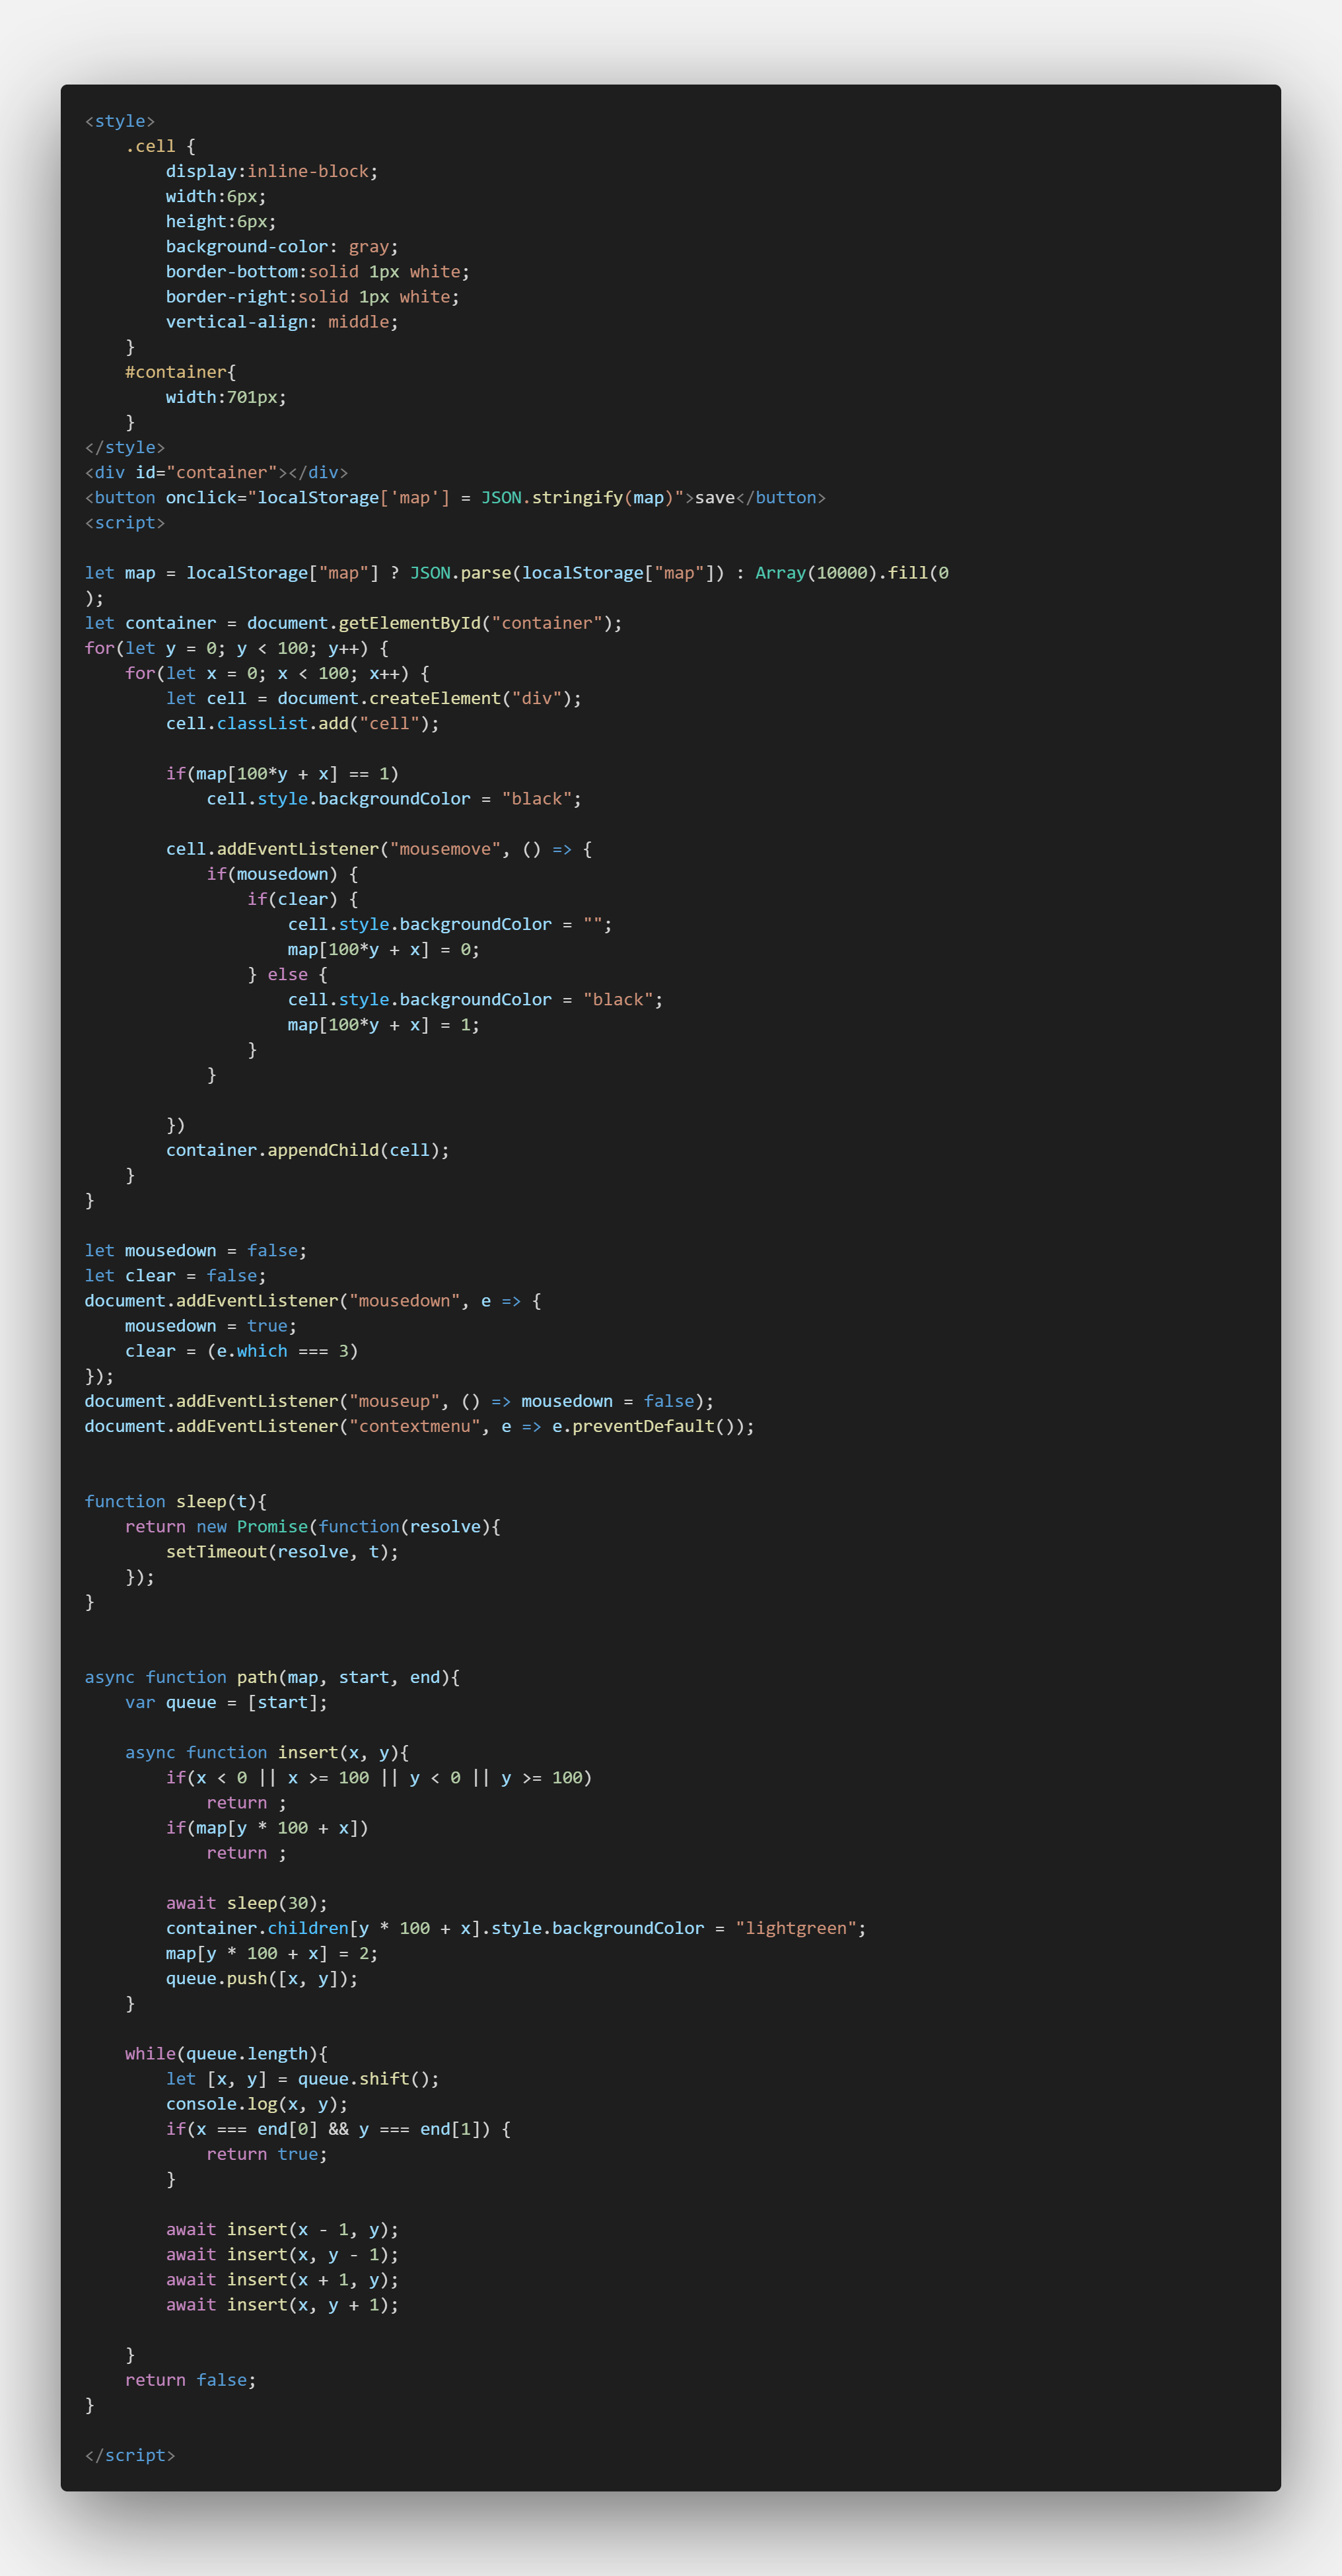 <style>
    .cell {
        display:inline-block;
        width:6px;
        height:6px;
        background-color: gray;
        border-bottom:solid 1px white;
        border-right:solid 1px white;
        vertical-align: middle;
    }
    #container{
        width:701px;
    }
</style>
<div id="container"></div>
<button onclick="localStorage['map'] = JSON.stringify(map)">save</button>
<script>

let map = localStorage["map"] ? JSON.parse(localStorage["map"]) : Array(10000).fill(0
);
let container = document.getElementById("container");
for(let y = 0; y < 100; y++) {
    for(let x = 0; x < 100; x++) {
        let cell = document.createElement("div");
        cell.classList.add("cell");

        if(map[100*y + x] == 1)
            cell.style.backgroundColor = "black";

        cell.addEventListener("mousemove", () => {
            if(mousedown) {
                if(clear) {
                    cell.style.backgroundColor = "";
                    map[100*y + x] = 0;
                } else {
                    cell.style.backgroundColor = "black";
                    map[100*y + x] = 1;
                }
            }

        })
        container.appendChild(cell);
    }
}

let mousedown = false;
let clear = false;
document.addEventListener("mousedown", e => {
    mousedown = true;
    clear = (e.which === 3)
});
document.addEventListener("mouseup", () => mousedown = false);
document.addEventListener("contextmenu", e => e.preventDefault());


function sleep(t){
    return new Promise(function(resolve){
        setTimeout(resolve, t);
    });
}


async function path(map, start, end){
    var queue = [start];

    async function insert(x, y){
        if(x < 0 || x >= 100 || y < 0 || y >= 100)
            return ;
        if(map[y * 100 + x])
            return ;

        await sleep(30);
        container.children[y * 100 + x].style.backgroundColor = "lightgreen";
        map[y * 100 + x] = 2;
        queue.push([x, y]);
    }

    while(queue.length){
        let [x, y] = queue.shift();
        console.log(x, y);
        if(x === end[0] && y === end[1]) {
            return true;
        }

        await insert(x - 1, y);
        await insert(x, y - 1);
        await insert(x + 1, y);
        await insert(x, y + 1);

    }
    return false;
}

</script>